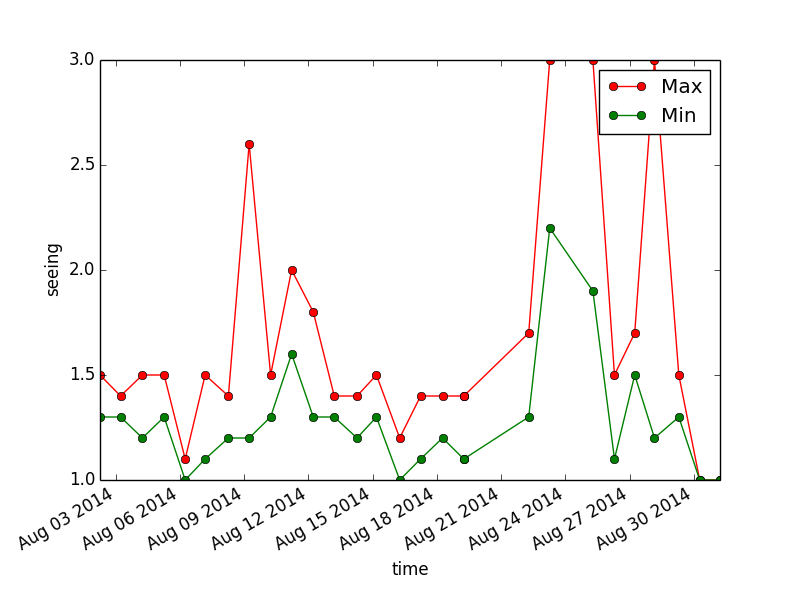 3.0
2.5
2.0
1.5
1.0
seeing
Max
Min
Aug 03 2014
Aug 06 2014
Aug 09 2014
Aug 12 2014
Aug 15 2014
Aug 18 2014
Aug 21 2014
Aug 24 2014
Aug 27 2014
Aug 30 2014
time